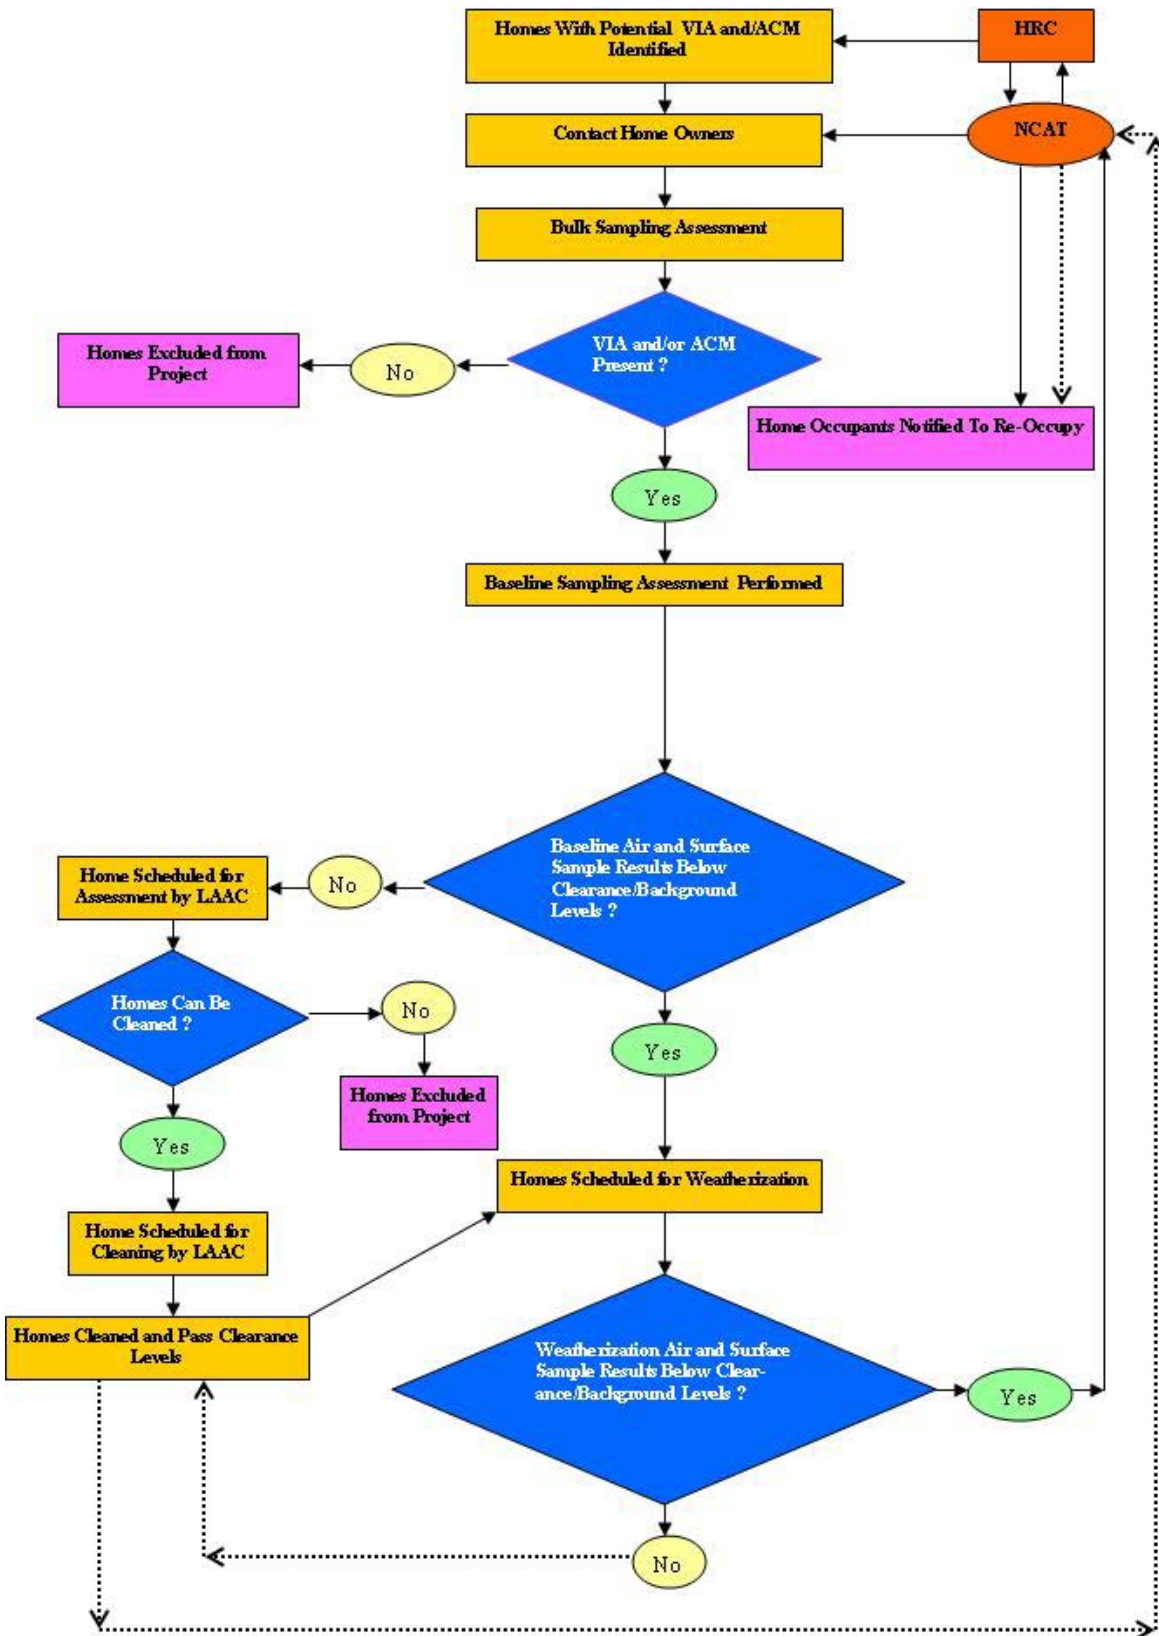 Homes With Potential VIA and/ACM
Identified
HRC
Contact Home Owners
NCAT
Bulk Sampling Assessment
VIA and/or ACM
Present ?
No
Homes Excluded from
Project
Home Occupants Notified To Re-Occupy
Yes
Baseline Sampling Assessment Performed
Baseline Air and Surface
Sample Results Below
Clearance/Background
Levels ?
No
Home Scheduled for
Assessment by LAAC
Homes Can Be
Cleaned ?
No
Yes
Homes Excluded
from Project
Yes
Homes Scheduled for Weatherization
Home Scheduled for
Cleaning by LAAC
Homes Cleaned and Pass Clearance
Levels
Weatherization Air and Surface
Sample Results Below Clear-
ance/Background Levels ?
Yes
No